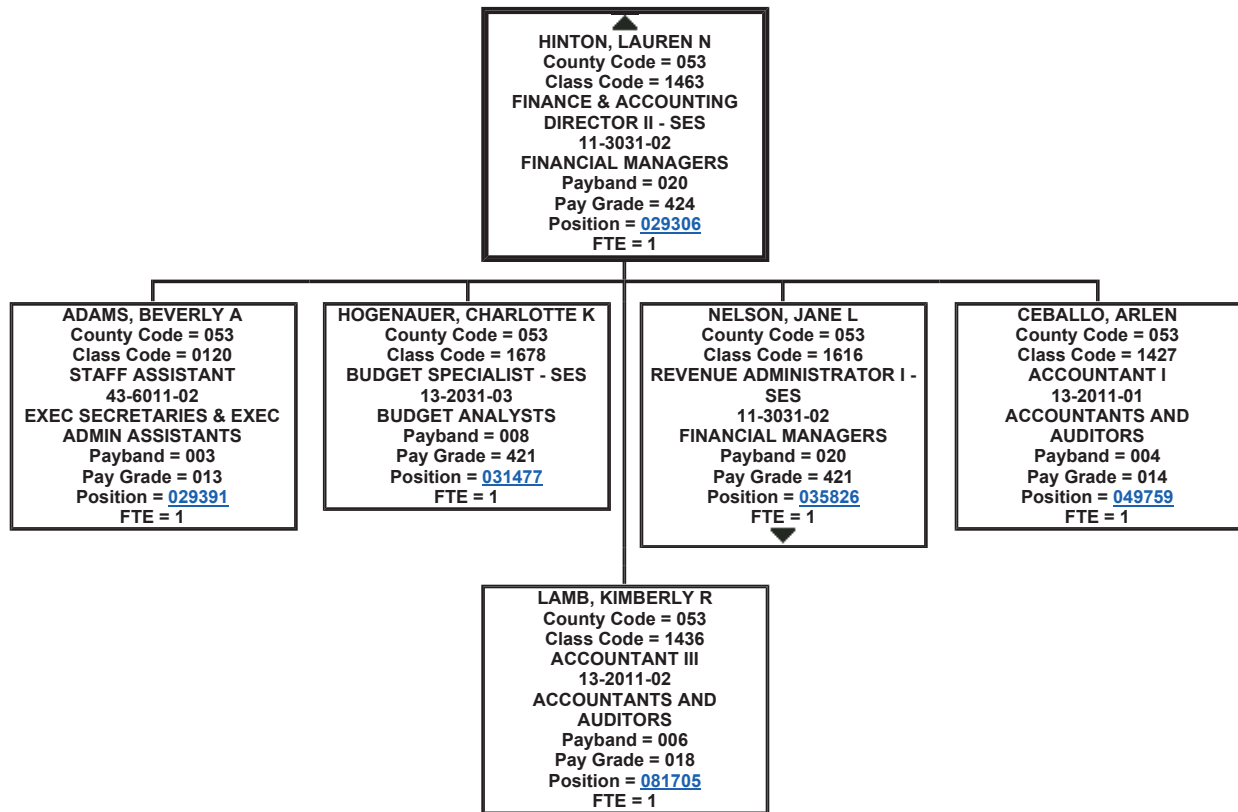 HINTON, LAUREN N
County Code = 053
Class Code = 1463
FINANCE & ACCOUNTING
DIRECTOR II - SES
11-3031-02
FINANCIAL MANAGERS
Payband = 020
Pay Grade = 424
Position = 029306
FTE = 1
ADAMS, BEVERLY A
County Code = 053
Class Code = 0120
STAFF ASSISTANT
43-6011-02
EXEC SECRETARIES & EXEC
ADMIN ASSISTANTS
Payband = 003
Pay Grade = 013
Position = 029391
FTE = 1
HOGENAUER, CHARLOTTE K
County Code = 053
Class Code = 1678
BUDGET SPECIALIST - SES
13-2031-03
BUDGET ANALYSTS
Payband = 008
Pay Grade = 421
Position = 031477
FTE = 1
NELSON, JANE L
County Code = 053
Class Code = 1616
REVENUE ADMINISTRATOR I -
SES
11-3031-02
FINANCIAL MANAGERS
Payband = 020
Pay Grade = 421
Position = 035826
FTE = 1
CEBALLO, ARLEN
County Code = 053
Class Code = 1427
ACCOUNTANT I
13-2011-01
ACCOUNTANTS AND
AUDITORS
Payband = 004
Pay Grade = 014
Position = 049759
FTE = 1
LAMB, KIMBERLY R
County Code = 053
Class Code = 1436
ACCOUNTANT III
13-2011-02
ACCOUNTANTS AND
AUDITORS
Payband = 006
Pay Grade = 018
Position = 081705
FTE = 1